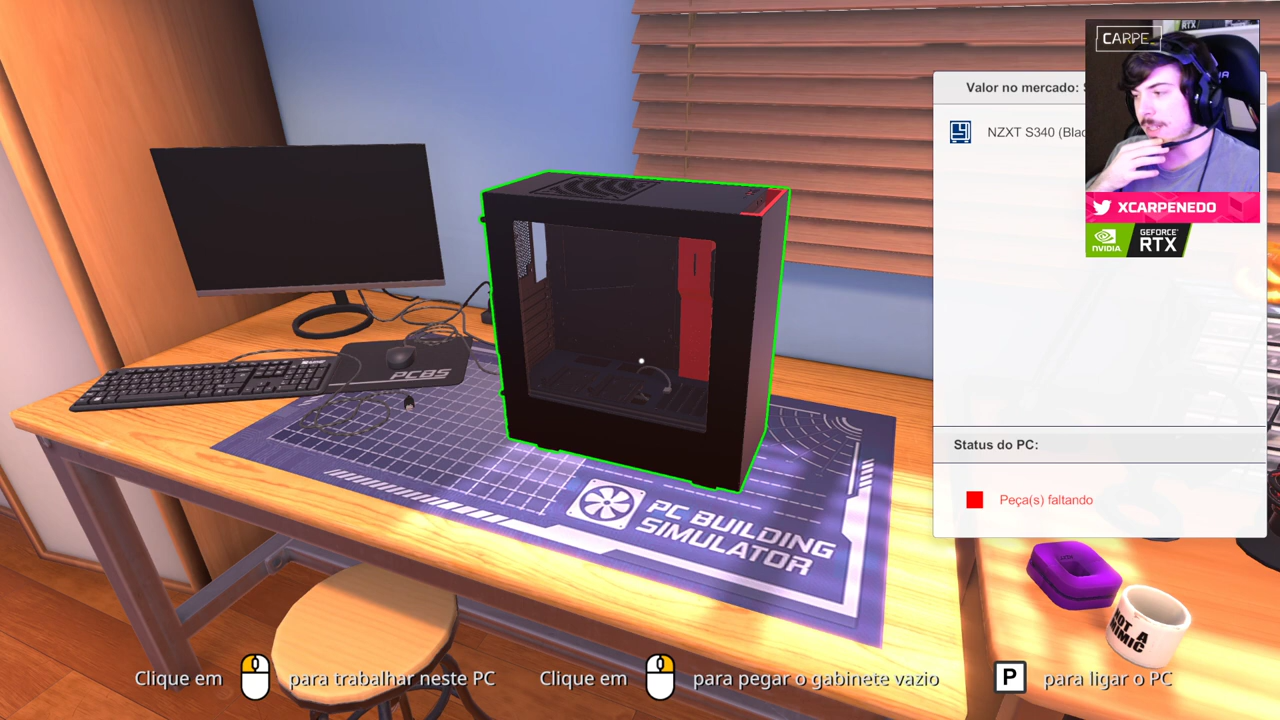 CARPE
Valor no mercado:
NZXT S340 (Blac
XCARPENEDO
NVIDIA
GEFORCE
RTX
PCBS
Status do PC:
Peça(s) faltando
PC BUILDING
SIMULATOR
NOT A
MIMIC
Clique em
para trabalhar neste PC
Clique em
para pegar o gabinete vazio
P
para ligar o PC